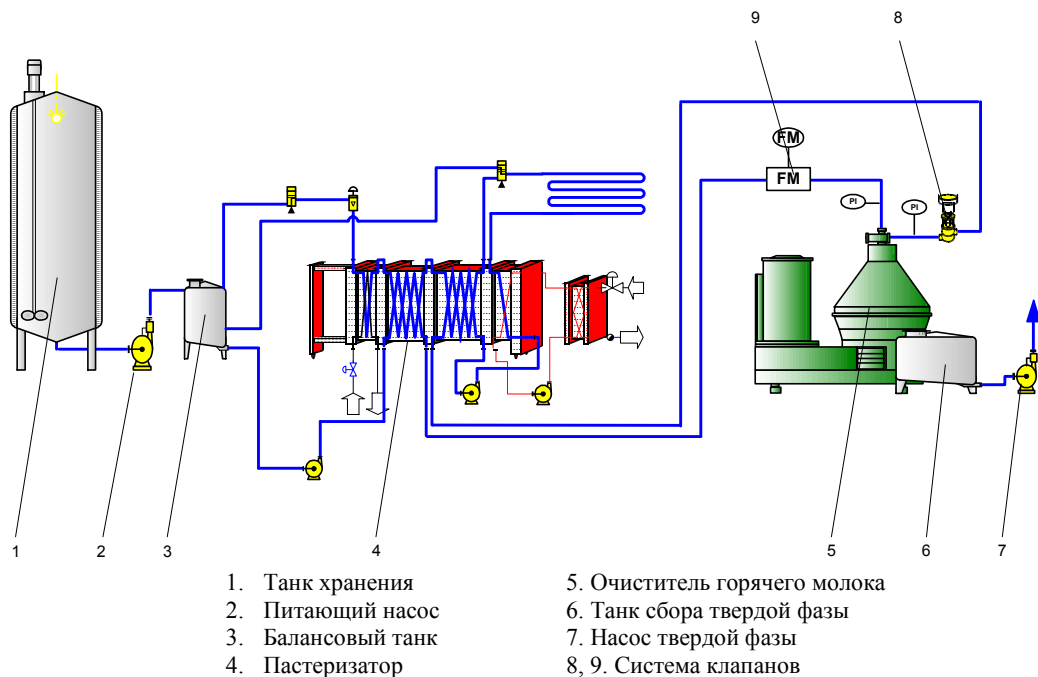 9
8
FM
FM
PI
PI
1
2
3
4
5
6
7
1. Танк хранения
2. Питающий насос
3. Балансовый танк
4. Пастеризатор
5. Очиститель горячего молока
6. Танк сбора твердой фазы
7. Насос твердой фазы
8, 9. Система клапанов